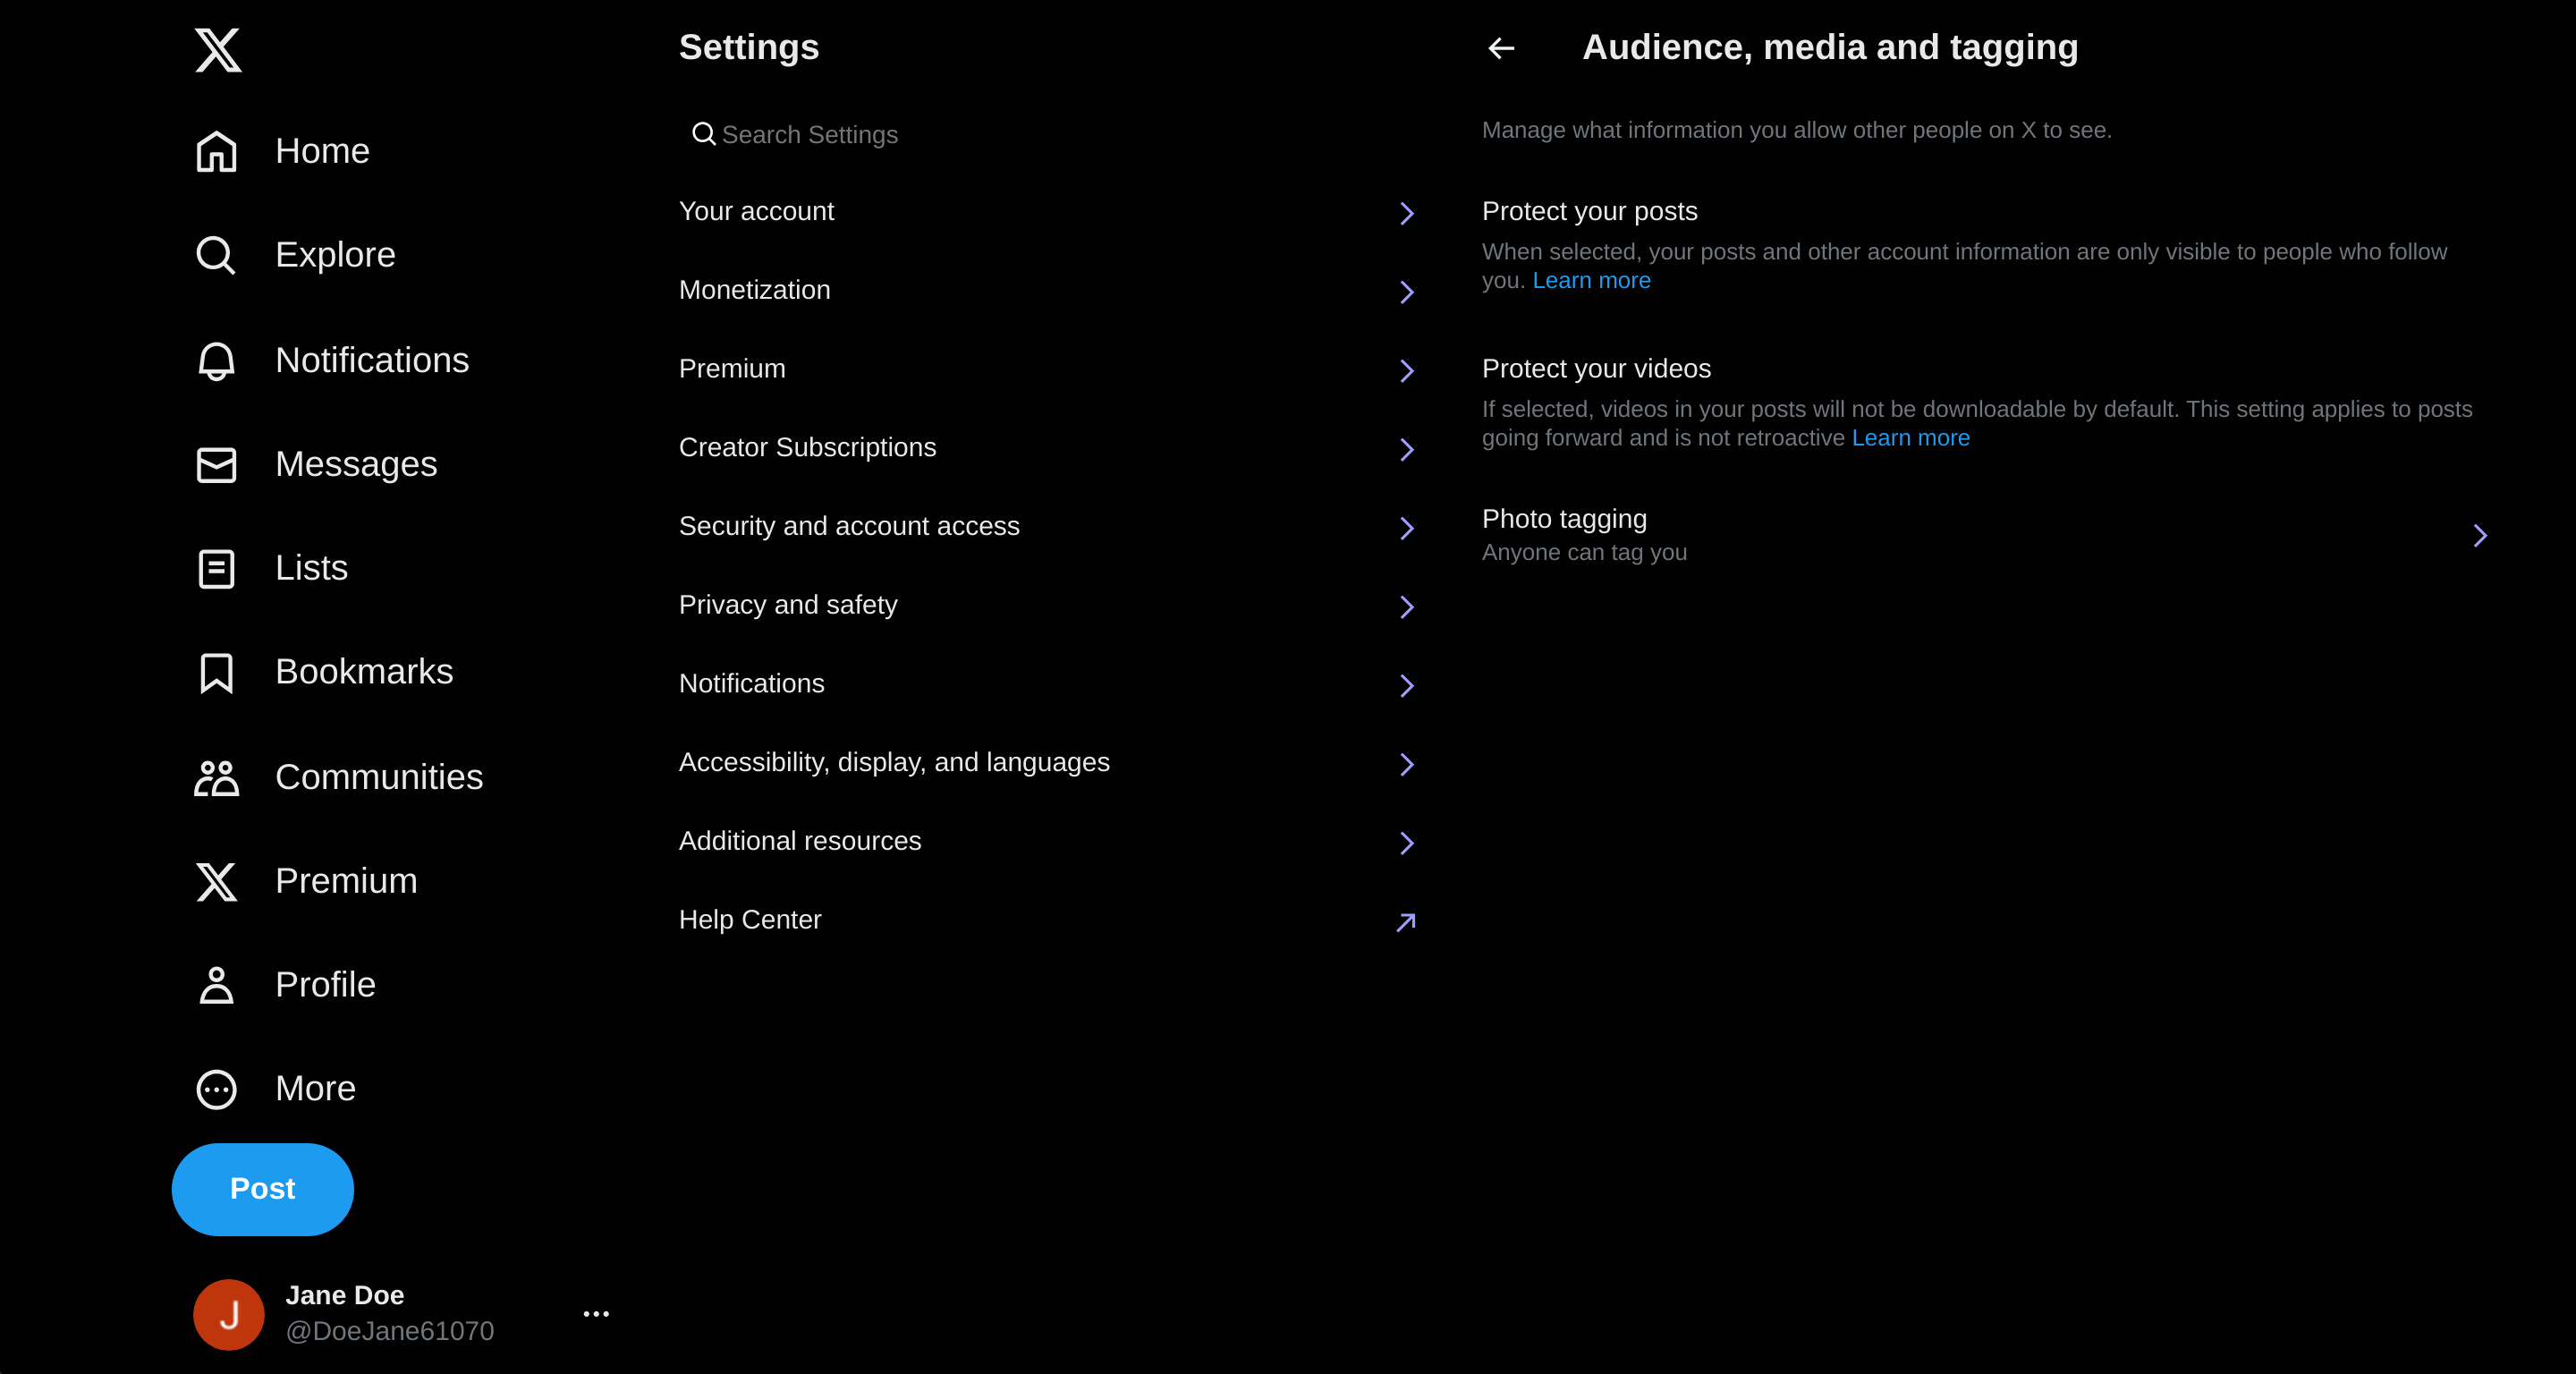 Home
Explore
Notifications
Messages
Lists
Bookmarks
Communities
Premium
Profile
More
Post
J
Jane Doe
@DoeJane61070
Settings
Search Settings
Your account
Monetization
Premium
Creator Subscriptions
Security and account access
Privacy and safety
Notifications
Accessibility, display, and languages
Additional resources
Help Center
Audience, media and tagging
Manage what information you allow other people on X to see.
Protect your posts
When selected, your posts and other account information are only visible to people who follow
you. Learn more
Protect your videos
If selected, videos in your posts will not be downloadable by default. This setting applies to posts
going forward and is not retroactive Learn more
Photo tagging
Anyone can tag you